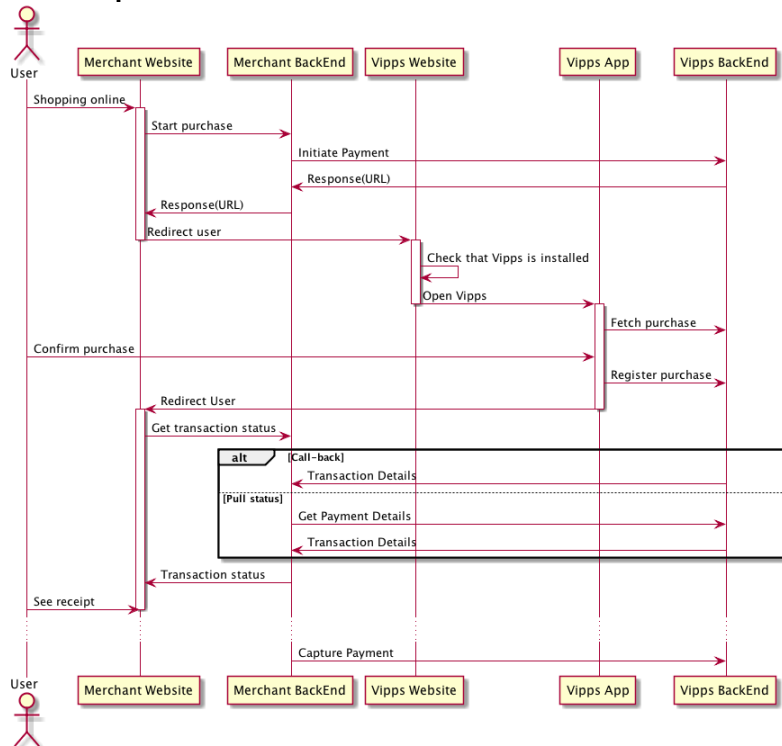 User
Merchant Website
Merchant BackEnd
Vipps Website
Vipps App
Vipps BackEnd
Shopping online
Start purchase
Initiate Payment
Response(URL)
Response(URL)
Redirect user
Check that Vipps is installed
Open Vipps
Fetch purchase
Confirm purchase
Register purchase
Redirect User
Get transaction status
alt [Call-back]
Transaction Details
[Pull status]
Get Payment Details
Transaction Details
Transaction status
See receipt
Capture Payment
User
Merchant Website
Merchant BackEnd
Vipps Website
Vipps App
Vipps BackEnd